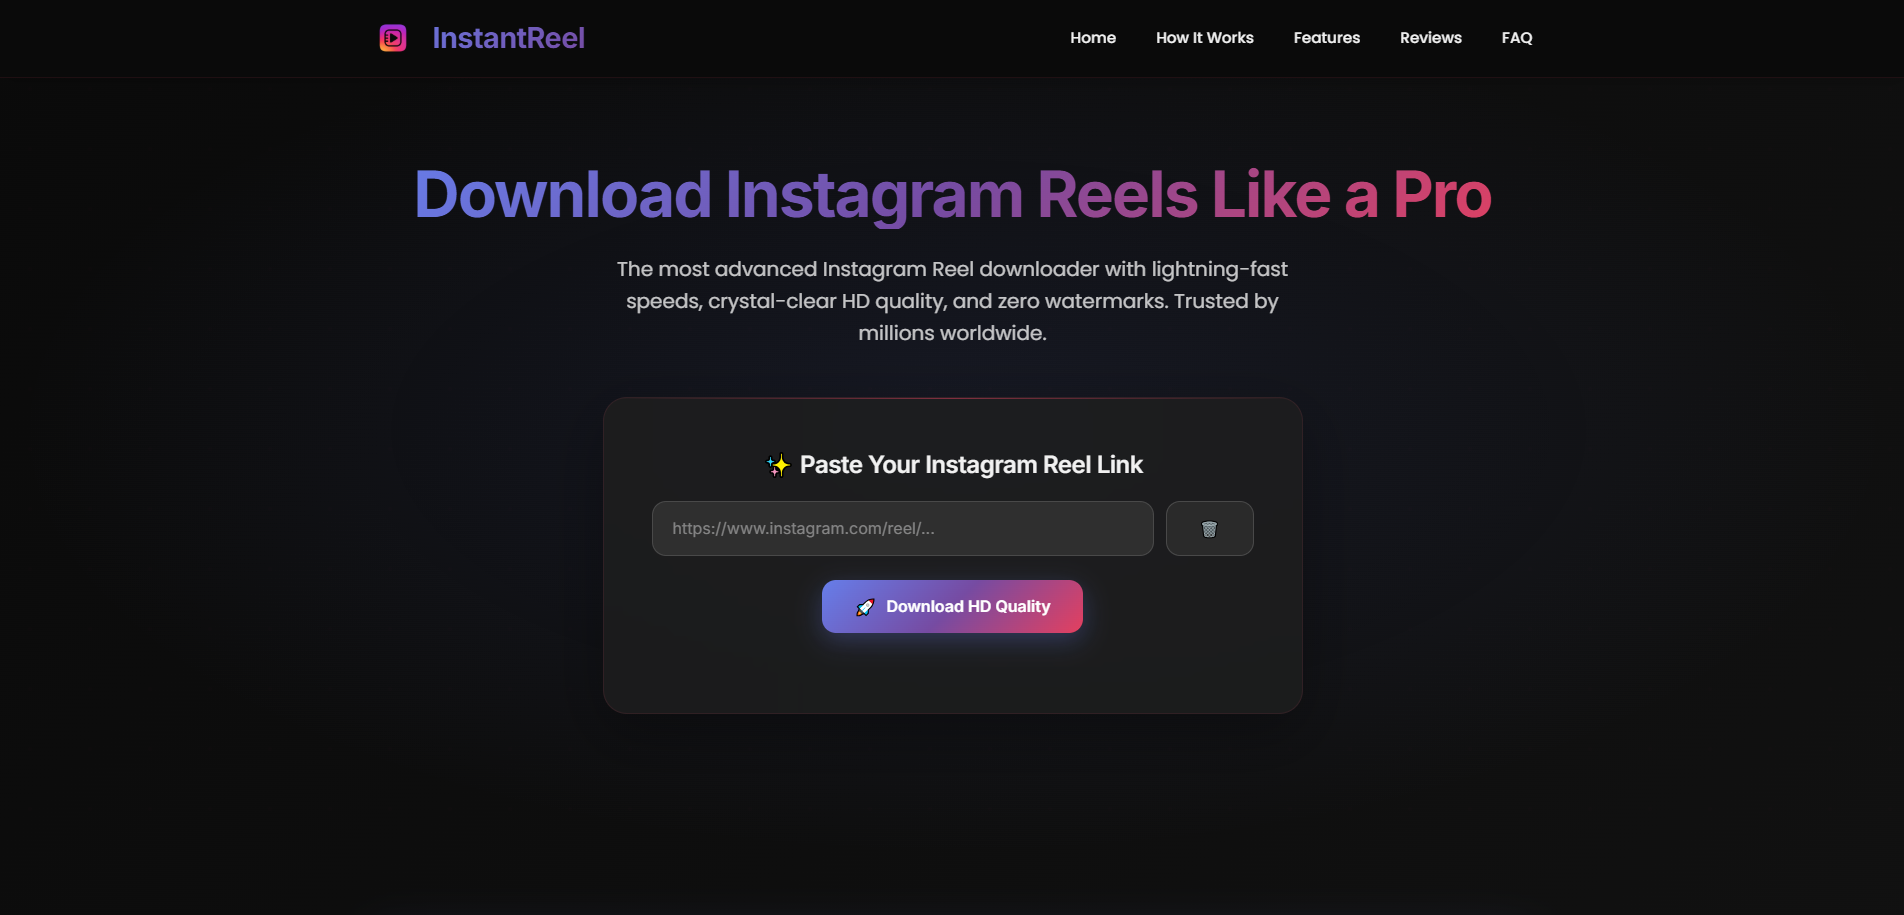 InstantReel
Home
How It Works
Features
Reviews
FAQ
Download Instagram Reels Like a Pro
The most advanced Instagram Reel downloader with lightning-fast
speeds, crystal-clear HD quality, and zero watermarks. Trusted by
millions worldwide.
✨ Paste Your Instagram Reel Link
https://www.instagram.com/reel/...
🚀 Download HD Quality